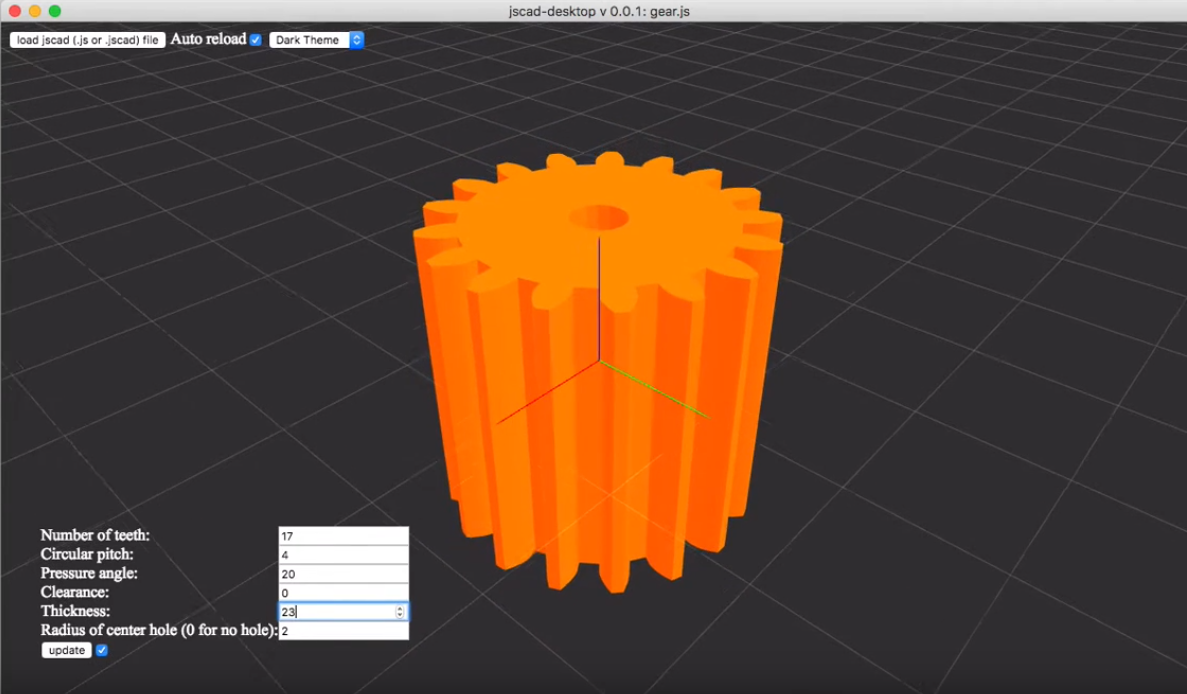 jscad-desktop v 0.0.1: gear.js
load jscad (.js or .jscad) file Auto reload Dark Theme
Number of teeth: 17
Circular pitch: 4
Pressure angle: 20
Clearance: 0
Thickness: 23
Radius of center hole (0 for no hole): 2
update